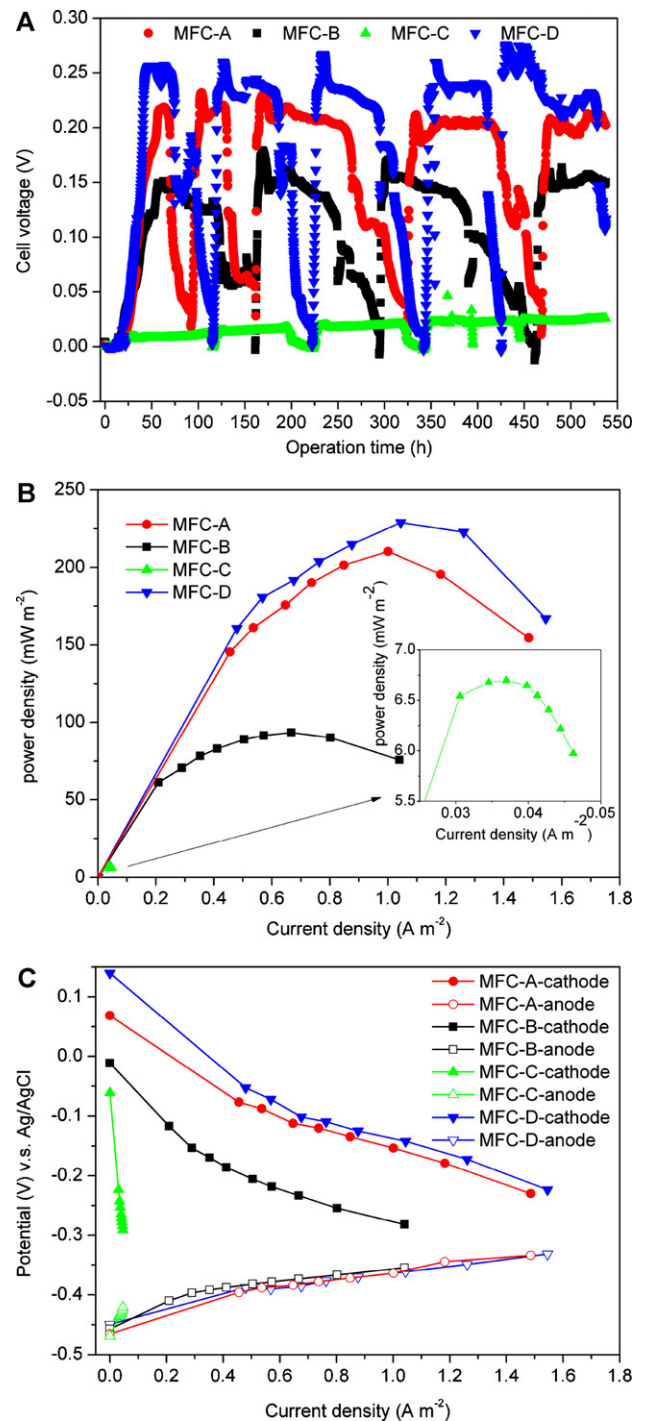 A
MFC-A MFC-B MFC-C MFC-D
0.30
0.25
0.20
0.15
0.10
0.05
0.00
-0.05
Cell voltage (V)
0 50 100 150 200 250 300 350 400 450 500 550
Operation time (h)
B
250
200
150
100
50
0
power density (mW m-2)
MFC-A
MFC-B
MFC-C
MFC-D
7.0
6.5
6.0
5.5
power density (mW m-2)
0.03 0.04 0.05
Current density (A m-2)
0.0 0.2 0.4 0.6 0.8 1.0 1.2 1.4 1.6 1.8
Current density (A m-2)
C
0.1
0.0
-0.1
-0.2
-0.3
-0.4
-0.5
Potential (V) v.s. Ag/AgCl
MFC-A-cathode
MFC-A-anode
MFC-B-cathode
MFC-B-anode
MFC-C-cathode
MFC-C-anode
MFC-D-cathode
MFC-D-anode
0.0 0.2 0.4 0.6 0.8 1.0 1.2 1.4 1.6 1.8
Current density (A m-2)